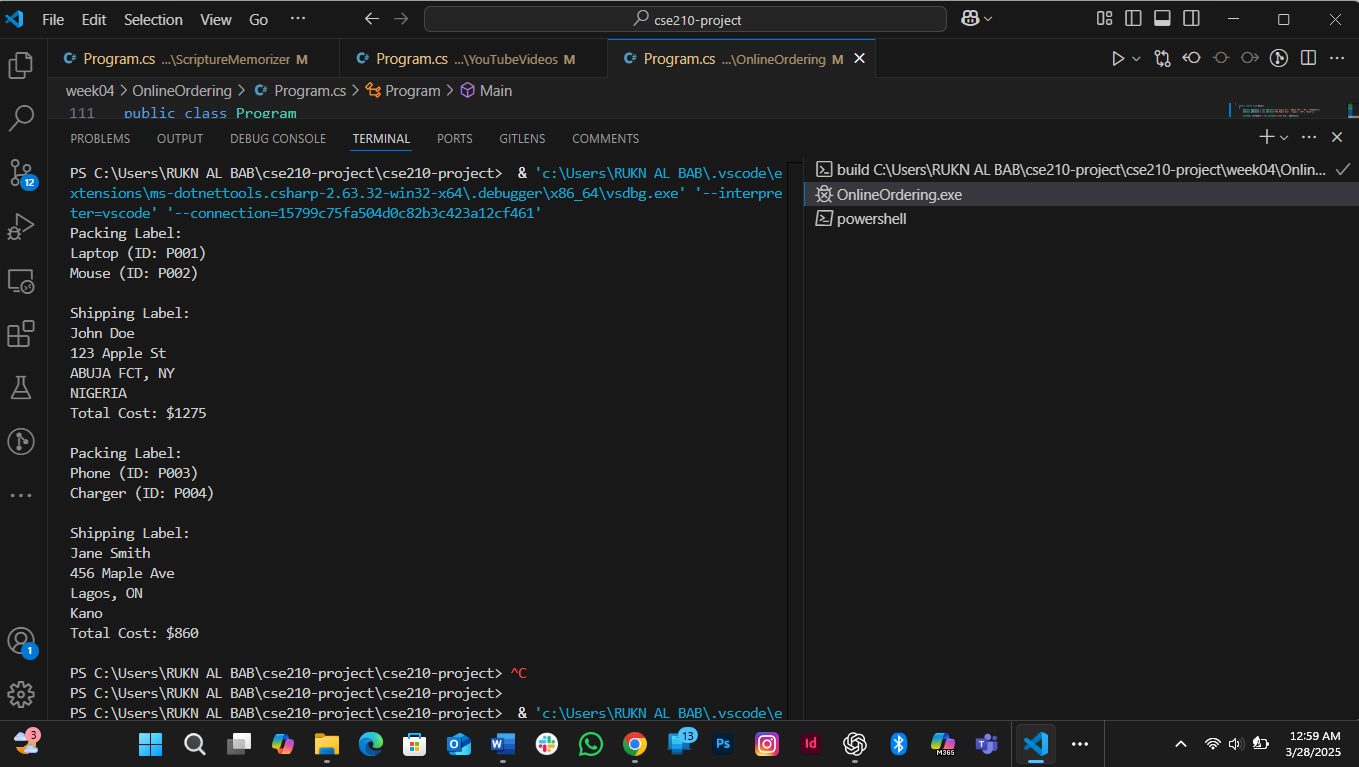 File Edit Selection View Go ··· cse210-project
Program.cs ...\ScriptureMemorizer M Program.cs ...\YouTubeVideos M Program.cs ...\OnlineOrdering M
week04 > OnlineOrdering > Program.cs > Program > Main
111 public class Program
PROBLEMS OUTPUT DEBUG CONSOLE TERMINAL PORTS GITLENS COMMENTS
PS C:\Users\RUKN AL BAB\cse210-project\cse210-project> & 'c:\Users\RUKN AL BAB\.vscode\e
xtensions\ms-dotnettools.csharp-2.63.32-win32-x64\.debugger\x86_64\vsdbg.exe' '--interpre
ter=vscode' '--connection=15799c75fa504d0c82b3c423a12cf461'
Packing Label:
Laptop (ID: P001)
Mouse (ID: P002)
Shipping Label:
John Doe
123 Apple St
ABUJA FCT, NY
NIGERIA
Total Cost: $1275
Packing Label:
Phone (ID: P003)
Charger (ID: P004)
Shipping Label:
Jane Smith
456 Maple Ave
Lagos, ON
Kano
Total Cost: $860
PS C:\Users\RUKN AL BAB\cse210-project\cse210-project> ^C
PS C:\Users\RUKN AL BAB\cse210-project\cse210-project>
PS C:\Users\RUKN AL BAB\cse210-project\cse210-project> & 'c:\Users\RUKN AL BAB\.vscode\e
build C:\Users\RUKN AL BAB\cse210-project\cse210-project\week04\Onlin...
OnlineOrdering.exe
powershell
12
1
3
13
Ps
Id
M365
12:59 AM
3/28/2025